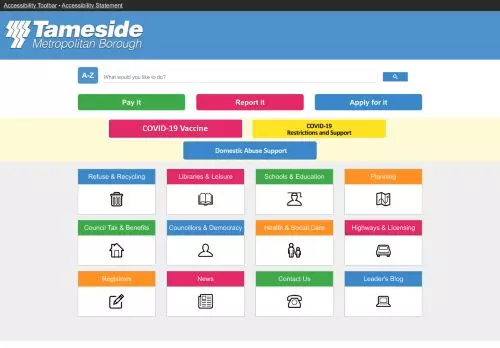 Accessibility Toolbar • Accessibility Statement
Tameside
Metropolitan Borough
A-Z
What would you like to do?
Pay it
Report it
Apply for it
COVID-19 Vaccine
COVID-19
Restrictions and Support
Domestic Abuse Support
Refuse & Recycling
Libraries & Leisure
Schools & Education
Planning
Council Tax & Benefits
Councillors & Democracy
Health & Social Care
Highways & Licensing
Registrars
News
Contact Us
Leader's Blog